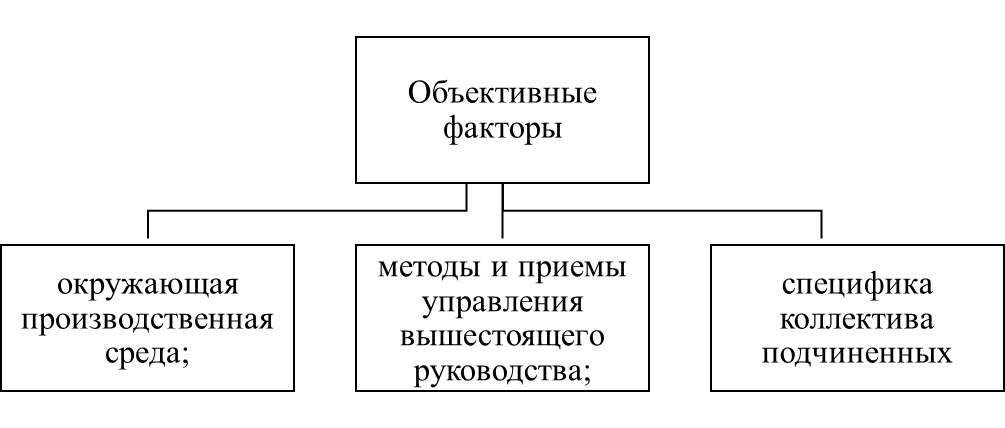 Объективные
факторы
окружающая
производственная
среда;
методы и приемы
управления
вышестоящего
руководства;
специфика
коллектива
подчиненных